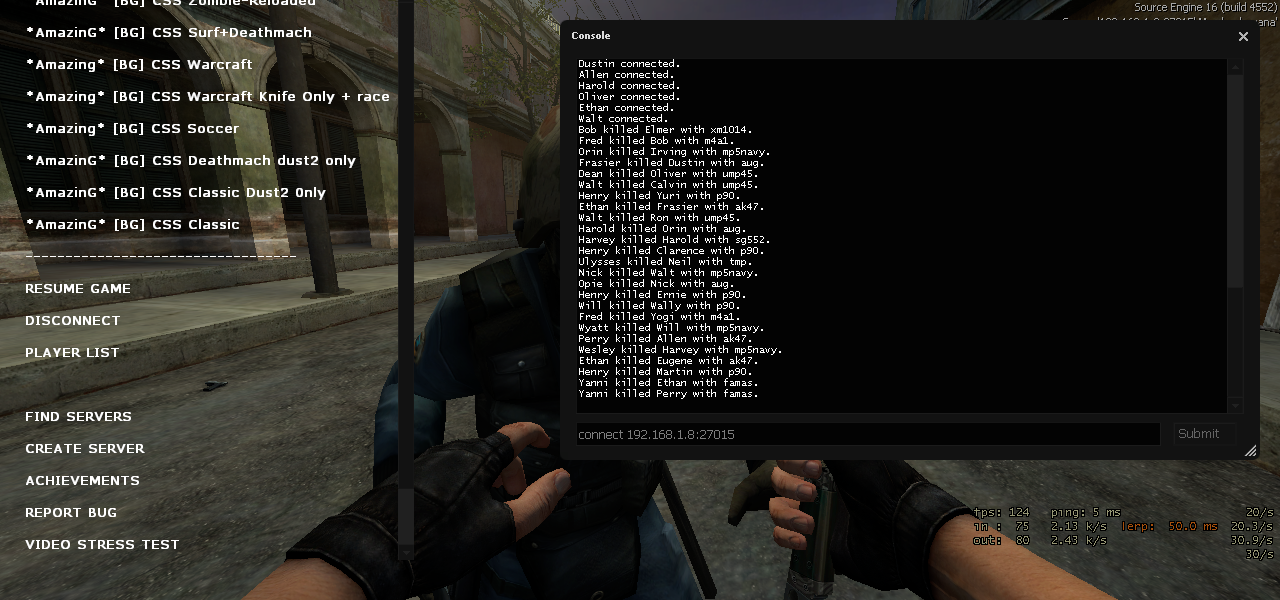 *AmazinG* [BG] CSS Zombie-Reloaded
*AmazinG* [BG] CSS Surf+Deathmach
*Amazing* [BG] CSS Warcraft
*Amazing* [BG] CSS Warcraft Knife Only + race
*AmazinG* [BG] CSS Soccer
*AmazinG* [BG] CSS Deathmach dust2 only
*AmazinG* [BG] CSS Classic Dust2 Only
*AmazinG* [BG] CSS Classic
----------------------------------
RESUME GAME
DISCONNECT
PLAYER LIST
FIND SERVERS
CREATE SERVER
ACHIEVEMENTS
REPORT BUG
VIDEO STRESS TEST
Source Engine 16 (build 4552)
Console
Dustin connected.
Allen connected.
Harold connected.
Oliver connected.
Ethan connected.
Walt connected.
Bob killed Elmer with xm1014.
Fred killed Bob with m4a1.
Orin killed Irving with mp5navy.
Frasier killed Dustin with aug.
Dean killed Oliver with ump45.
Walt killed Calvin with ump45.
Henry killed Yuri with p90.
Ethan killed Frasier with ak47.
Walt killed Ron with ump45.
Harold killed Orin with aug.
Harvey killed Harold with sg552.
Henry killed Clarence with p90.
Ulysses killed Neil with tmp.
Nick killed Walt with mp5navy.
Opie killed Nick with aug.
Henry killed Ernie with p90.
Will killed Wally with p90.
Fred killed Yogi with m4a1.
Wyatt killed Will with mp5navy.
Perry killed Allen with ak47.
Wesley killed Harvey with mp5navy.
Ethan killed Eugene with ak47.
Henry killed Martin with p90.
Yanni killed Ethan with famas.
Yanni killed Perry with famas.
connect 192.168.1.8:27015
Submit
fps: 124 ping: 5 ms 20/s
in : 75 2.13 k/s lerp: 50.0 ms 20.3/s
out: 80 2.43 k/s 30.9/s
30/s